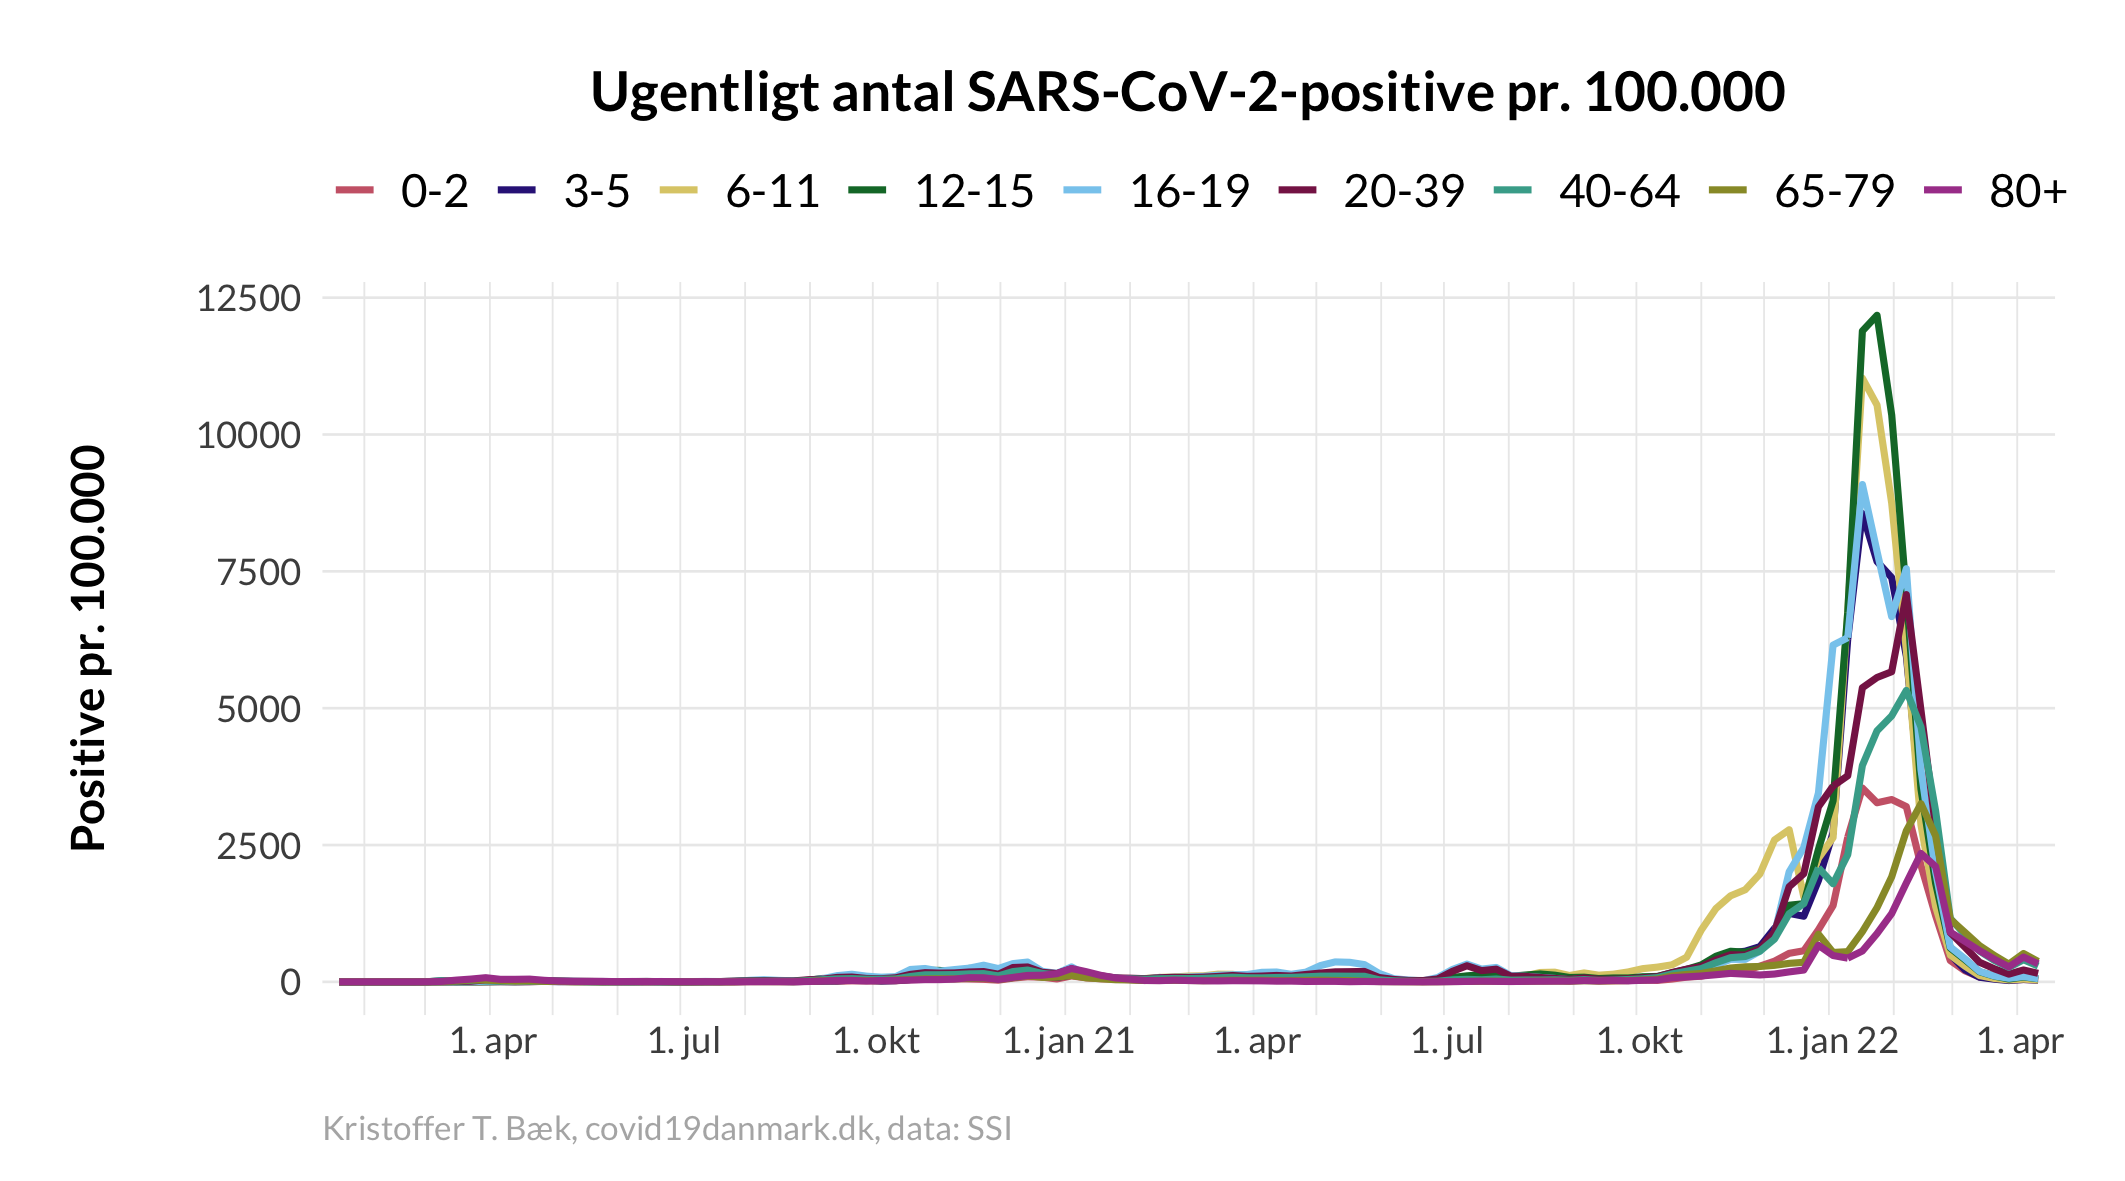 Ugentligt antal SARS-CoV-2-positive pr. 100.000
0-2 3-5 6-11 12-15 16-19 20-39 40-64 65-79 80+
Positive pr. 100.000
12500
10000
7500
5000
2500
0
1. apr 1. jul 1. okt 1. jan 21 1. apr 1. jul 1. okt 1. jan 22 1. apr
Kristoffer T. Bæk, covid19danmark.dk, data: SSI